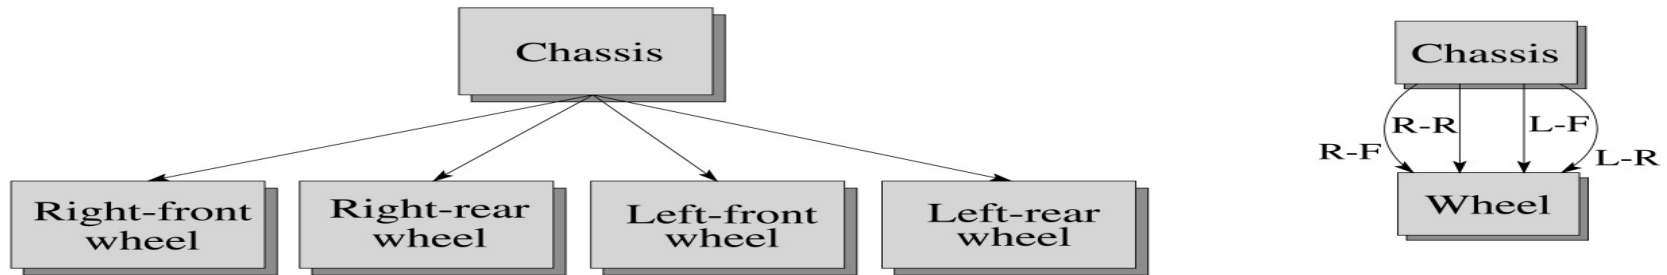 Chassis
Right-front
wheel
Right-rear
wheel
Left-front
wheel
Left-rear
wheel
Chassis
R-F
R-R
L-F
L-R
Wheel